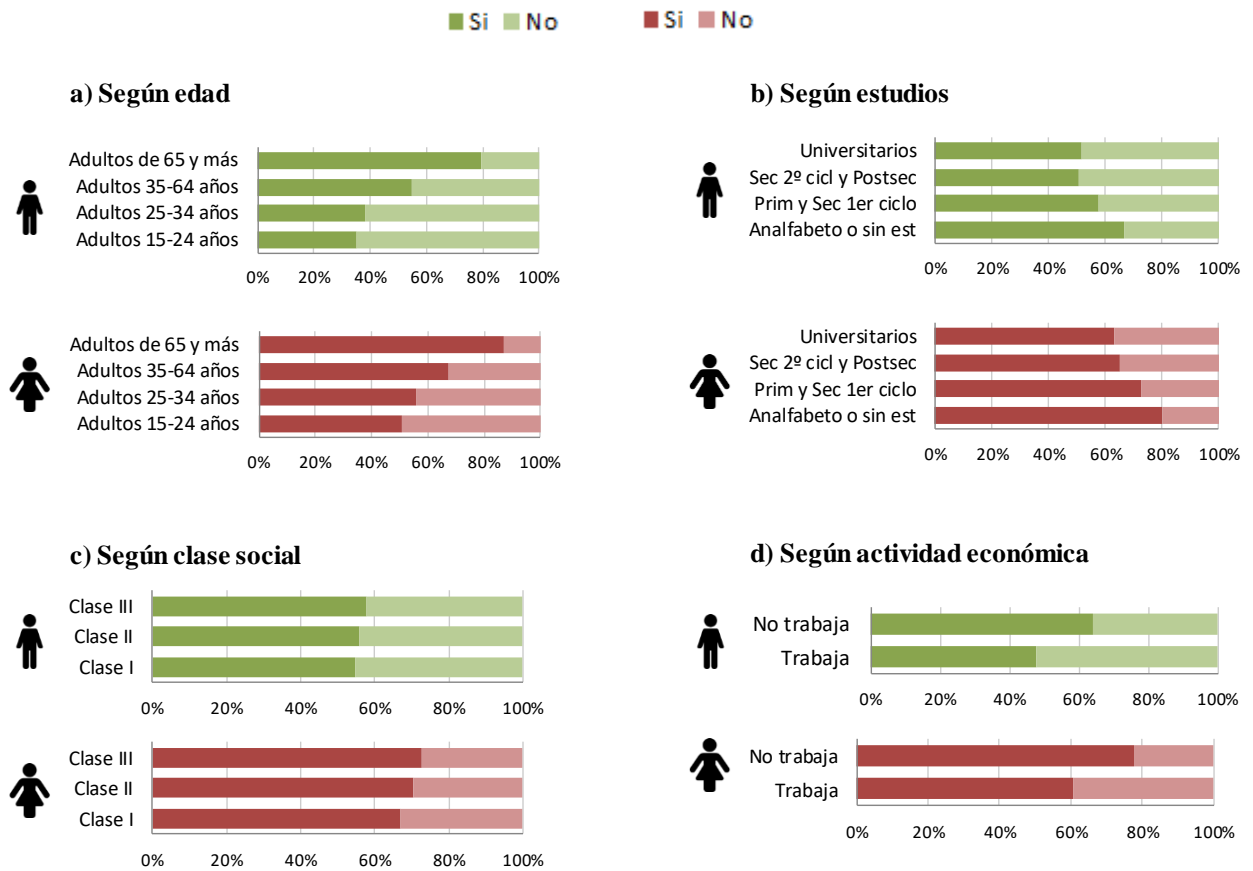 Si No Si No
a) Según edad
Adultos de 65 y más
Adultos 35-64 años
Adultos 25-34 años
Adultos 15-24 años
0% 20% 40% 60% 80% 100%
Adultos de 65 y más
Adultos 35-64 años
Adultos 25-34 años
Adultos 15-24 años
0% 20% 40% 60% 80% 100%
b) Según estudios
Universitarios
Sec 2º cicl y Postsec
Prim y Sec 1er ciclo
Analfabeto o sin est
0% 20% 40% 60% 80% 100%
Universitarios
Sec 2º cicl y Postsec
Prim y Sec 1er ciclo
Analfabeto o sin est
0% 20% 40% 60% 80% 100%
c) Según clase social
Clase III
Clase II
Clase I
0% 20% 40% 60% 80% 100%
Clase III
Clase II
Clase I
0% 20% 40% 60% 80% 100%
d) Según actividad económica
No trabaja
Trabaja
0% 20% 40% 60% 80% 100%
No trabaja
Trabaja
0% 20% 40% 60% 80% 100%